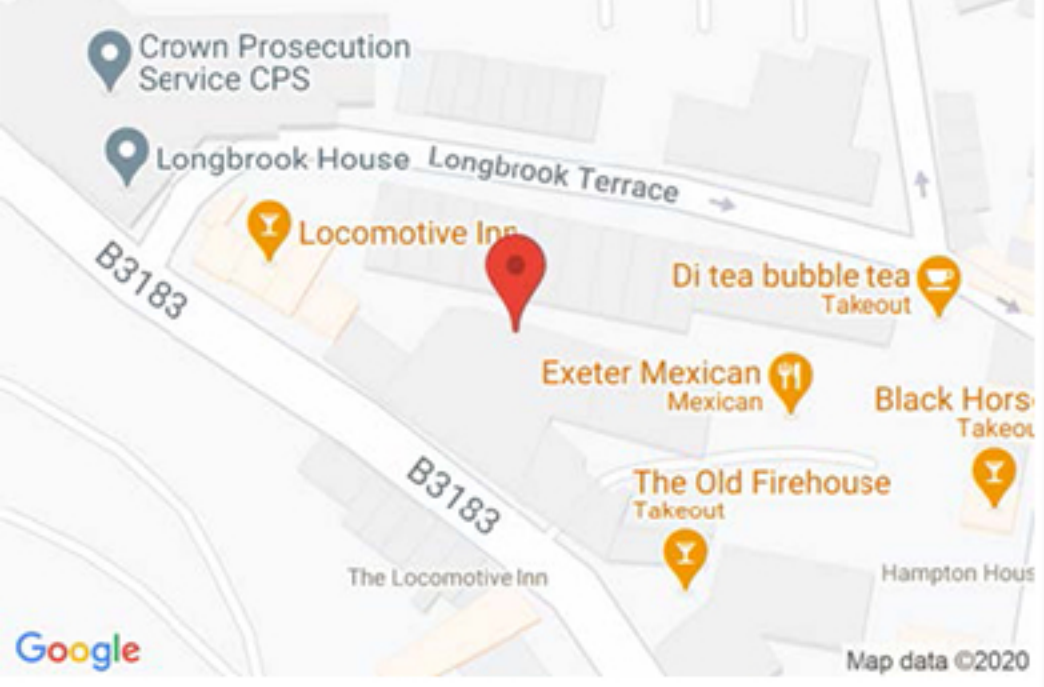 Crown Prosecution
Service CPS
Longbrook House
Longbrook Terrace
Locomotive Inn
B3183
Di tea bubble tea
Takeout
Exeter Mexican
Mexican
Black Hors
Takeou
B3183
The Old Firehouse
Takeout
The Locomotive Inn
Hampton Hous
Google
Map data ©2020